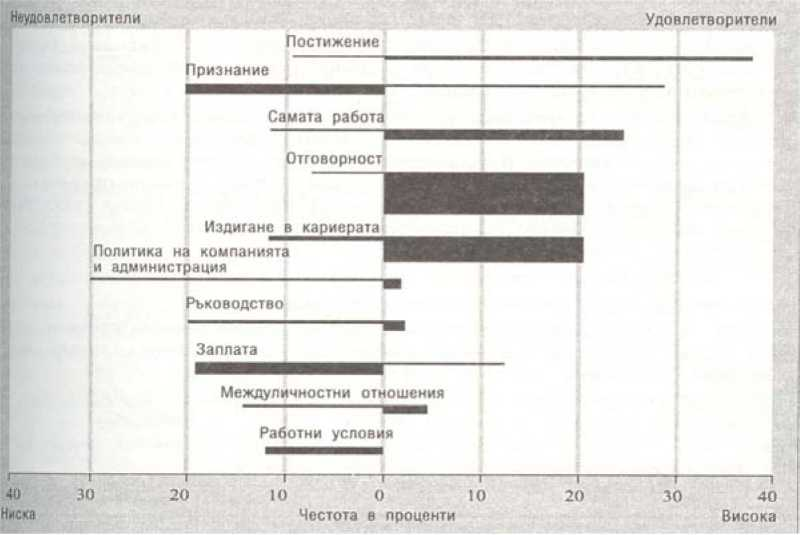 Неудовлетворители
Удовлетворители
Постижение
Признание
Самата работа
Отговорност
Издигане в кариерата
Политика на компанията
и администрация
Ръководство
Заплата
Междуличностни отношения
Работни условия
40 30 20 10 0 10 20 30 40
Ниска Честота в проценти Висока